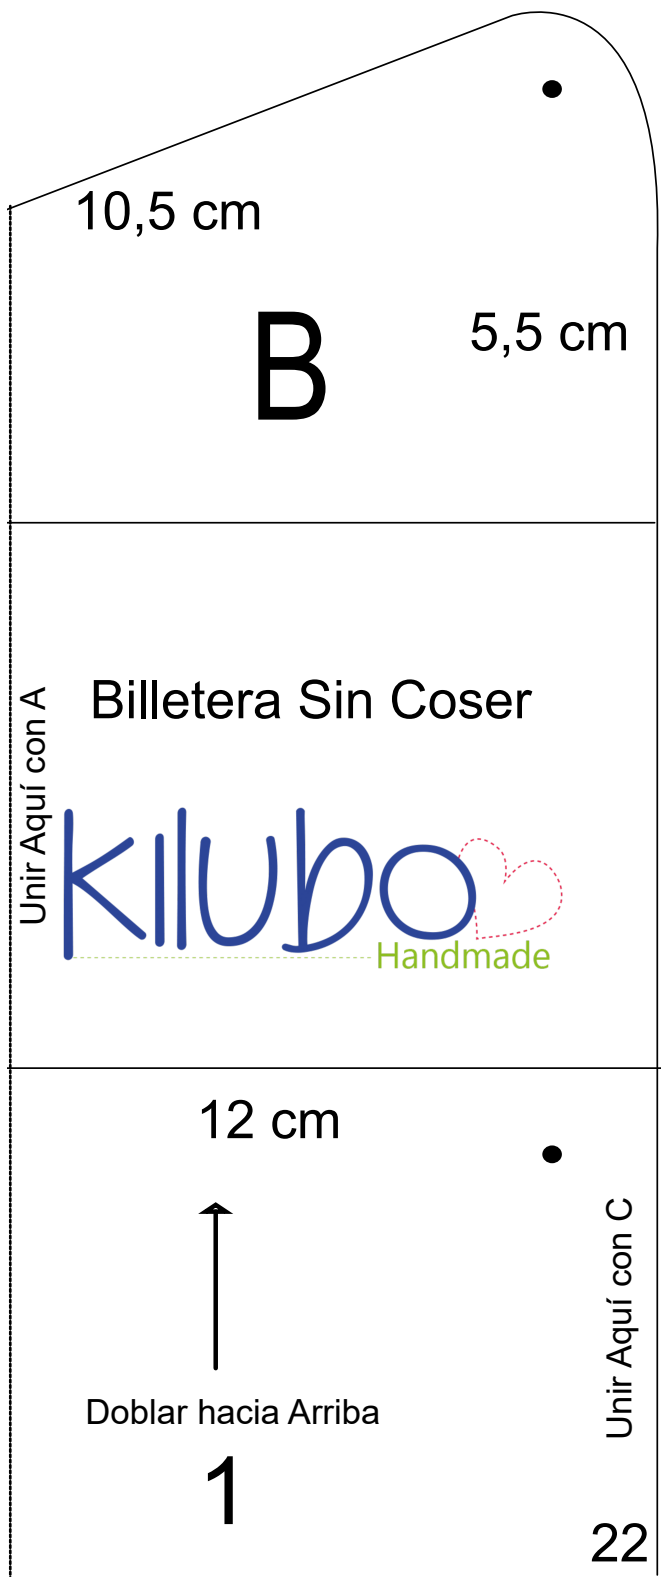 10,5 cm
B
5,5 cm
Billetera Sin Coser
Unir Aquí con A
Kilubo
Handmade
12 cm
Unir Aquí con C
Doblar hacia Arriba
1
22